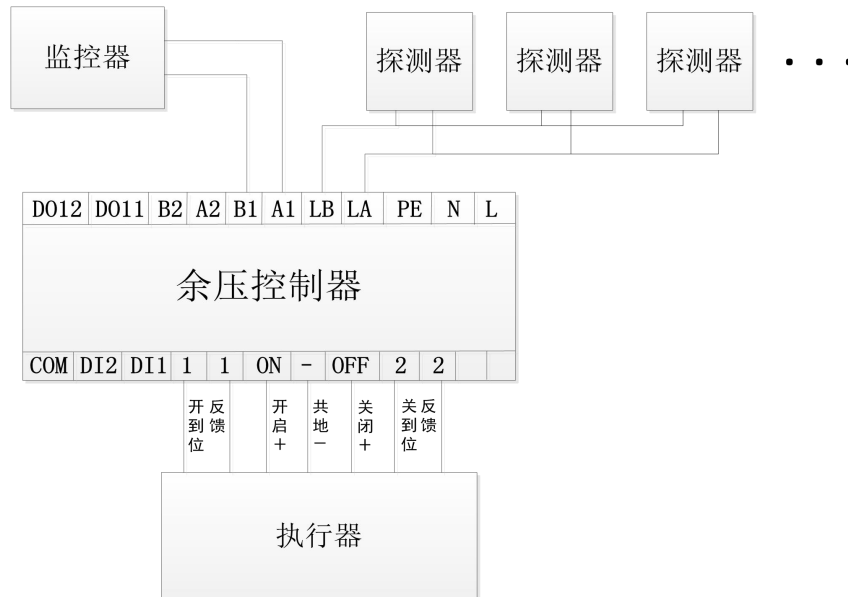 监控器
探测器
探测器
探测器
DO12 DO11 B2 A2 B1 A1 LB LA PE N L
余压控制器
COM DI2 DI1 1 1 ON - OFF 2 2
开到位
反馈
开启+
共地-
关闭+
关到位
反馈
执行器